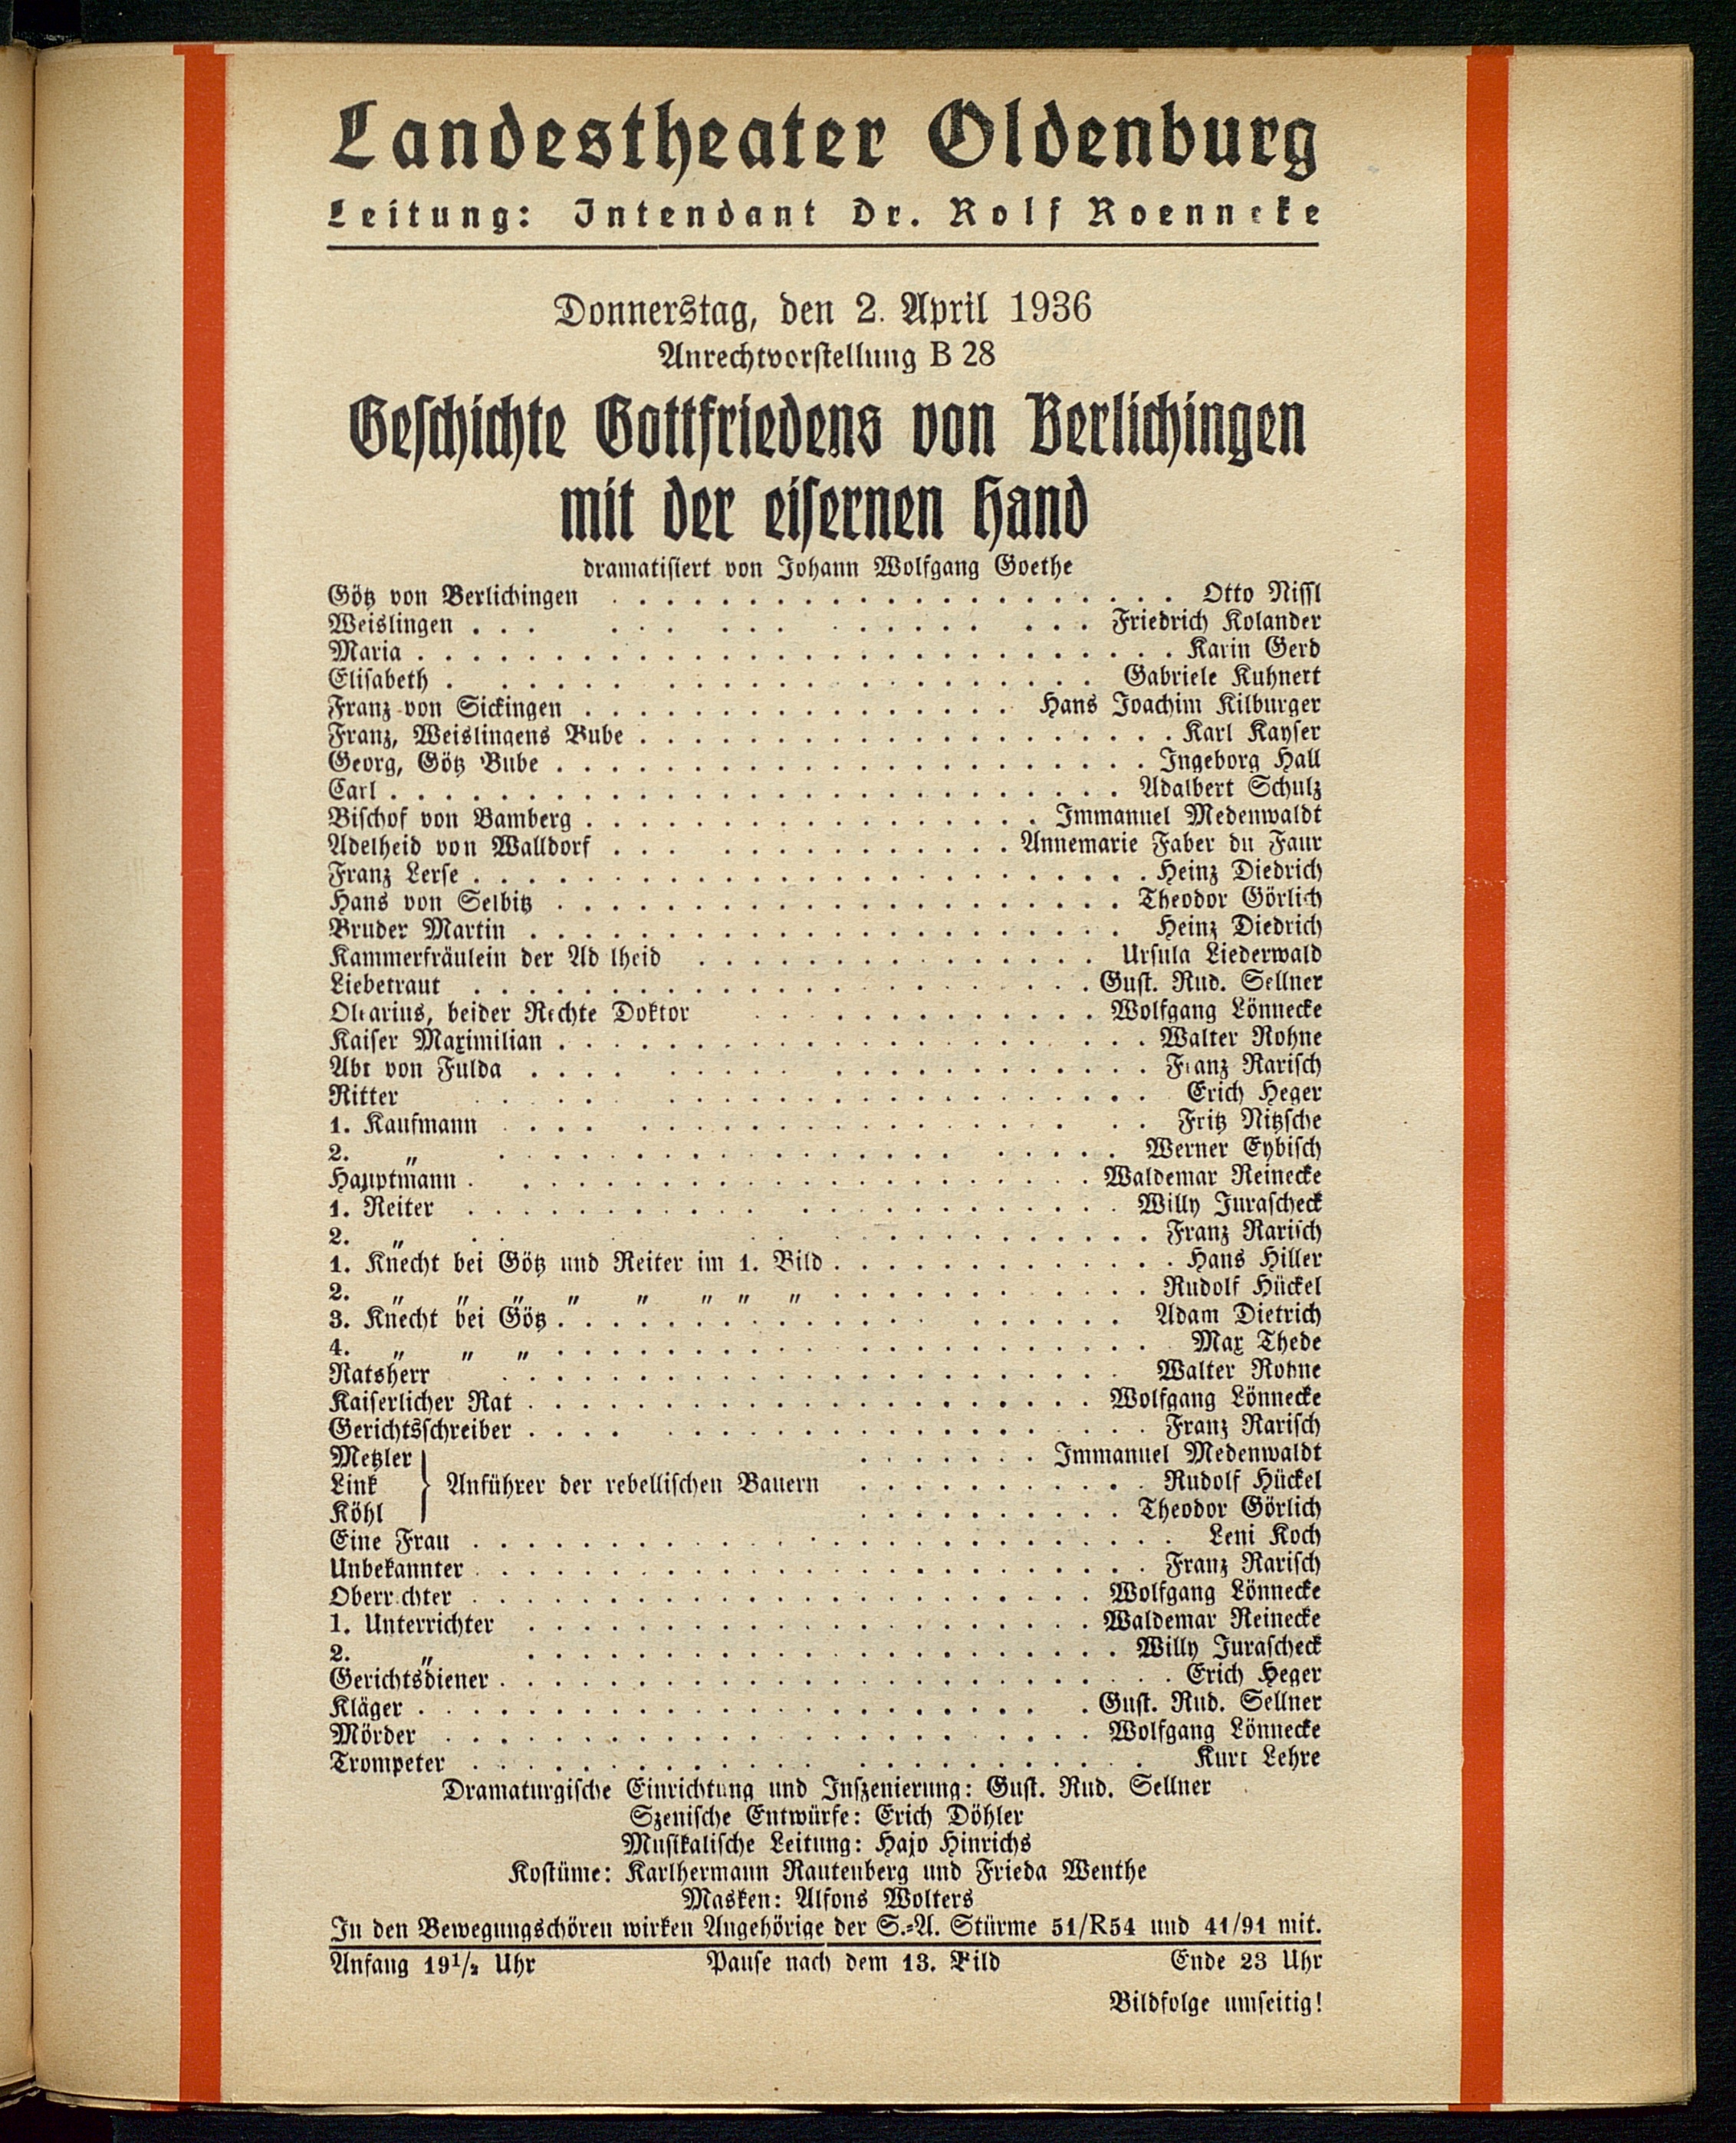 Landestheater Oldenburg
Leitung: Intendant Dr. Rolf Roennecke
Donnerstag, den 2. April 1936
Anrechtvorstellung B 28
Geschichte Gottfriedens von Berlichingen
mit der eisernen Hand
dramatisiert von Johann Wolfgang Goethe
Götz von Berlichingen . . . . . Otto Nissl
Weislingen . . . . . Friedrich Kolander
Maria . . . . . Karin Gerd
Elisabeth . . . . . Gabriele Kuhnert
Franz von Sickingen . . . . . Hans Joachim Kilburger
Franz, Weislingens Bube . . . . . Karl Kayser
Georg, Götz Bube . . . . . Ingeborg Hall
Carl . . . . . Adalbert Schulz
Bischof von Bamberg . . . . . Immanuel Medenwaldt
Adelheid von Walldorf . . . . . Annemarie Faber du Faur
Franz Lerse . . . . . Heinz Diedrich
Hans von Selbitz . . . . . Theodor Görlich
Bruder Martin . . . . . Heinz Diedrich
Kammerfräulein der Ad lheid . . . . . Ursula Liederwald
Liebetraut . . . . . Gust. Rud. Sellner
Olearius, beider Rechte Doktor . . . . . Wolfgang Lönnecke
Kaiser Maximilian . . . . . Walter Rohne
Abt von Fulda . . . . . Franz Rarisch
Ritter . . . . . Erich Heger
1. Kaufmann . . . . . Fritz Nitzsche
2. " . . . . . Werner Eybisch
Hauptmann . . . . . Waldemar Reinecke
1. Reiter . . . . . Willy Jurascheck
2. " . . . . . Franz Rarisch
1. Knecht bei Götz und Reiter im 1. Bild . . . . . Hans Hiller
2. " " " " " " " " . . . . . Rudolf Hückel
3. Knecht bei Götz . . . . . Adam Dietrich
4. " " " . . . . . Max Thede
Ratsherr . . . . . Walter Rohne
Kaiserlicher Rat . . . . . Wolfgang Lönnecke
Gerichtsschreiber . . . . . Franz Rarisch
Metzler . . . . . Immanuel Medenwaldt
Link } Anführer der rebellischen Bauern . . . . . Rudolf Hückel
Köhl . . . . . Theodor Görlich
Eine Frau . . . . . Leni Koch
Unbekannter . . . . . Franz Rarisch
Oberr chter . . . . . Wolfgang Lönnecke
1. Unterrichter . . . . . Waldemar Reinecke
2. " . . . . . Willy Jurascheck
Gerichtsdiener . . . . . Erich Heger
Kläger . . . . . Gust. Rud. Sellner
Mörder . . . . . Wolfgang Lönnecke
Trompeter . . . . . Kurt Lehre
Dramaturgische Einrichtung und Inszenierung: Gust. Rud. Sellner
Szenische Entwürfe: Erich Döhler
Musikalische Leitung: Hajo Hinrichs
Kostüme: Karlhermann Rautenberg und Frieda Wenthe
Masken: Alfons Wolters
In den Bewegungschören wirken Angehörige der S.=A. Stürme 51/R54 und 41/91 mit.
Anfang 19½ Uhr Pause nach dem 13. Bild Ende 23 Uhr
Bildfolge umseitig!